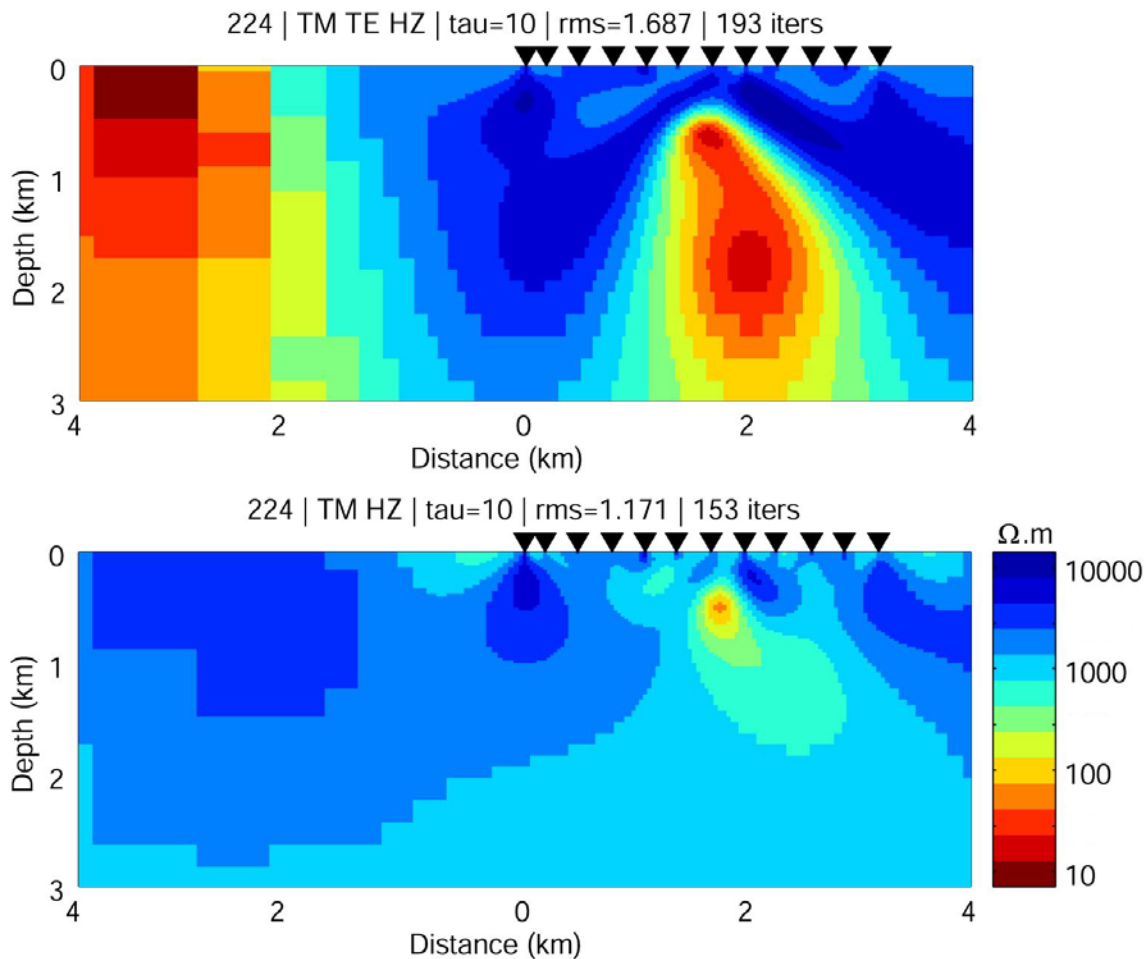 224 | TM TE HZ | tau=10 | rms=1.687 | 193 iters
0
1
2
3
Depth (km)
4 2 0 2 4
Distance (km)
224 | TM HZ | tau=10 | rms=1.171 | 153 iters
0
1
2
3
Depth (km)
4 2 0 2 4
Distance (km)
Ω.m
10000
1000
100
10